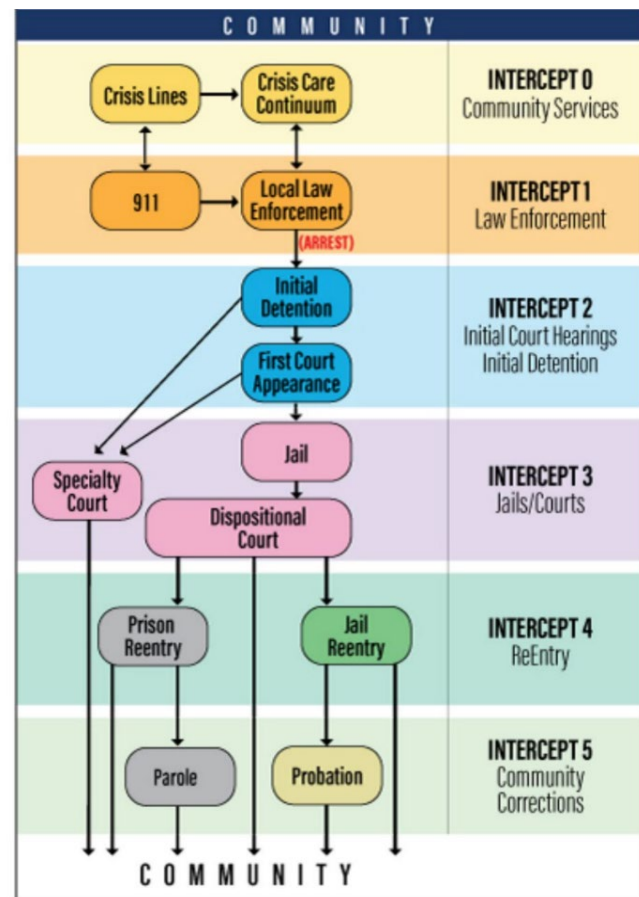 COMMUNITY
Crisis Lines
Crisis Care
Continuum
INTERCEPT 0
Community Services
911
Local Law
Enforcement
INTERCEPT 1
Law Enforcement
(ARREST)
Initial
Detention
First Court
Appearance
INTERCEPT 2
Initial Court Hearings
Initial Detention
Jail
Specialty
Court
Dispositional
Court
INTERCEPT 3
Jails/Courts
Prison
Reentry
Jail
Reentry
INTERCEPT 4
ReEntry
Parole
Probation
INTERCEPT 5
Community
Corrections
COMMUNITY